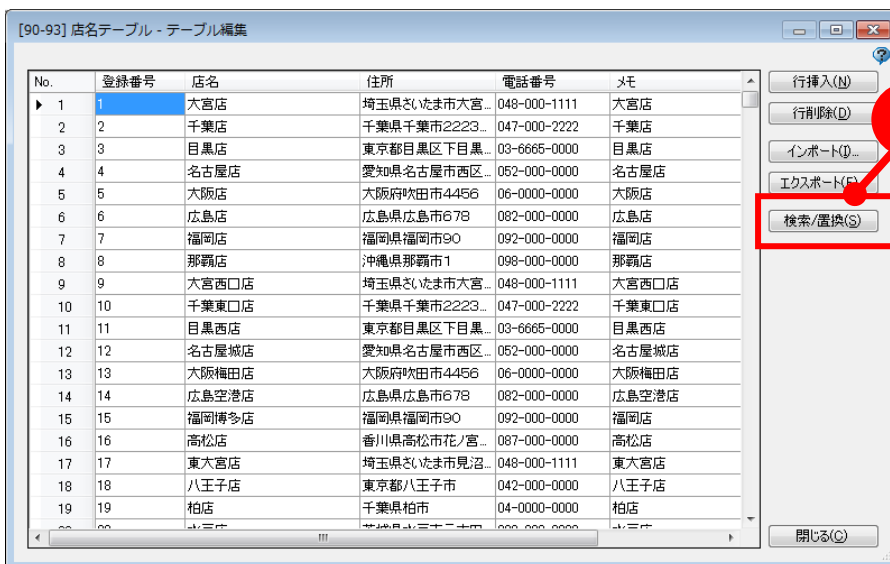 [90-93] 店名テーブル - テーブル編集
No. 登録番号 店名 住所 電話番号 メモ
1 1 大宮店 埼玉県さいたま市大宮... 048-000-1111 大宮店
2 2 千葉店 千葉県千葉市2223... 047-000-2222 千葉店
3 3 目黒店 東京都目黒区下目黒... 03-6665-0000 目黒店
4 4 名古屋店 愛知県名古屋市西区... 052-000-0000 名古屋店
5 5 大阪店 大阪府吹田市4456 06-0000-0000 大阪店
6 6 広島店 広島県広島市678 082-000-0000 広島店
7 7 福岡店 福岡県福岡市90 092-000-0000 福岡店
8 8 那覇店 沖縄県那覇市1 098-000-0000 那覇店
9 9 大宮西口店 埼玉県さいたま市大宮... 048-000-1111 大宮西口店
10 10 千葉東口店 千葉県千葉市2223... 047-000-2222 千葉東口店
11 11 目黒西店 東京都目黒区下目黒... 03-6665-0000 目黒西店
12 12 名古屋城店 愛知県名古屋市西区... 052-000-0000 名古屋城店
13 13 大阪梅田店 大阪府吹田市4456 06-0000-0000 大阪梅田店
14 14 広島空港店 広島県広島市678 082-000-0000 広島空港店
15 15 福岡博多店 福岡県福岡市90 092-000-0000 福岡店
16 16 高松店 香川県高松市花ノ宮... 087-000-0000 高松店
17 17 東大宮店 埼玉県さいたま市見沼... 048-000-1111 東大宮店
18 18 八王子店 東京都八王子市 042-000-0000 八王子店
19 19 柏店 千葉県柏市 04-0000-0000 柏店
行挿入(N)
行削除(D)
インポート(I)...
エクスポート(E)...
検索/置換(S)
閉じる(C)